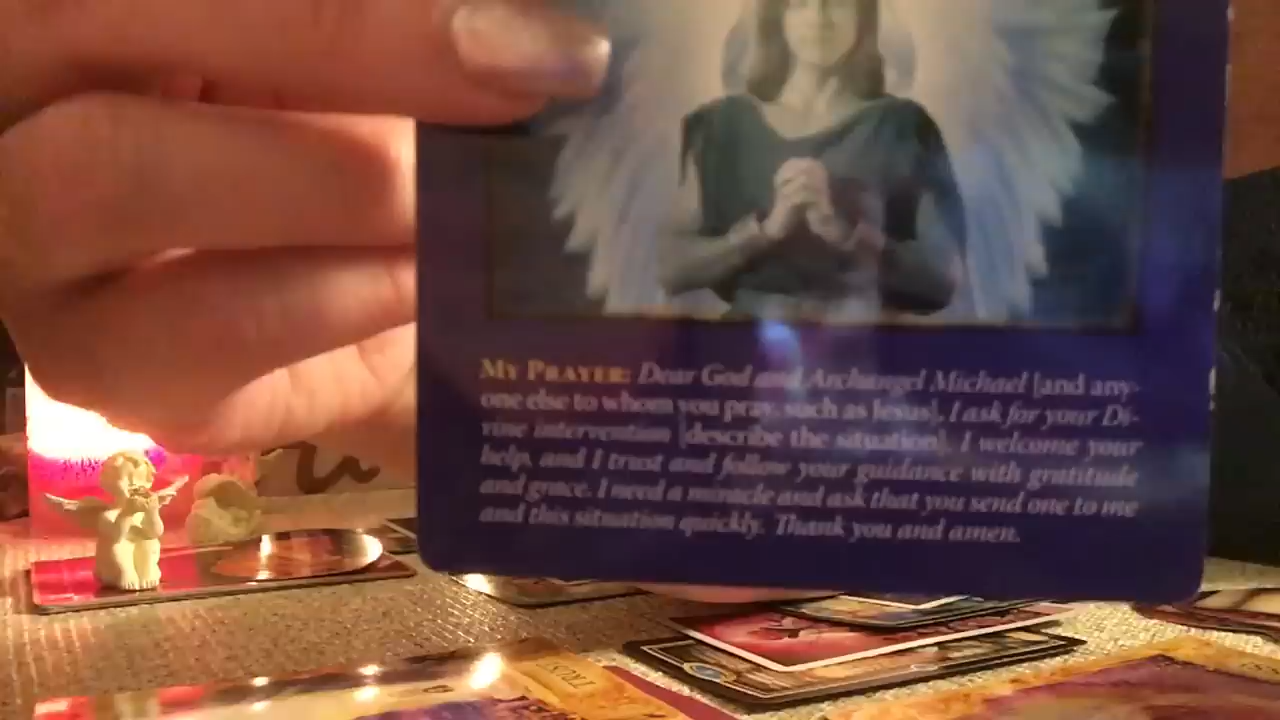 MY PRAYER: Dear God and Archangel Michael [and any-
one else to whom you pray, such as Jesus], I ask for your Di-
vine intervention [describe the situation]. I welcome your
help, and I trust and follow your guidance with gratitude
and grace. I need a miracle and ask that you send one to me
and this situation quickly. Thank you and amen.
TRUST